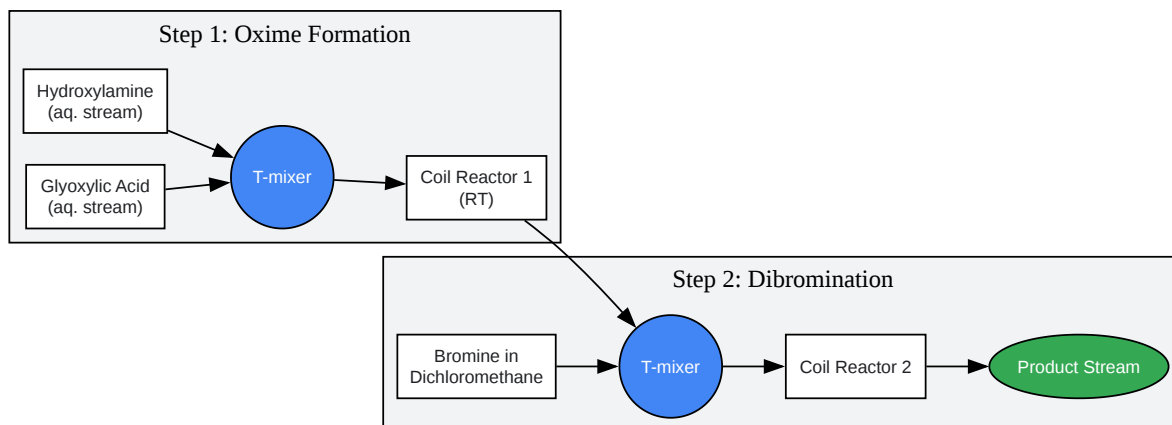 Step 1: Oxime Formation
Hydroxylamine
(aq. stream)
Glyoxylic Acid
(aq. stream)
T-mixer
Coil Reactor 1
(RT)
Step 2: Dibromination
Bromine in
Dichloromethane
T-mixer
Coil Reactor 2
Product Stream